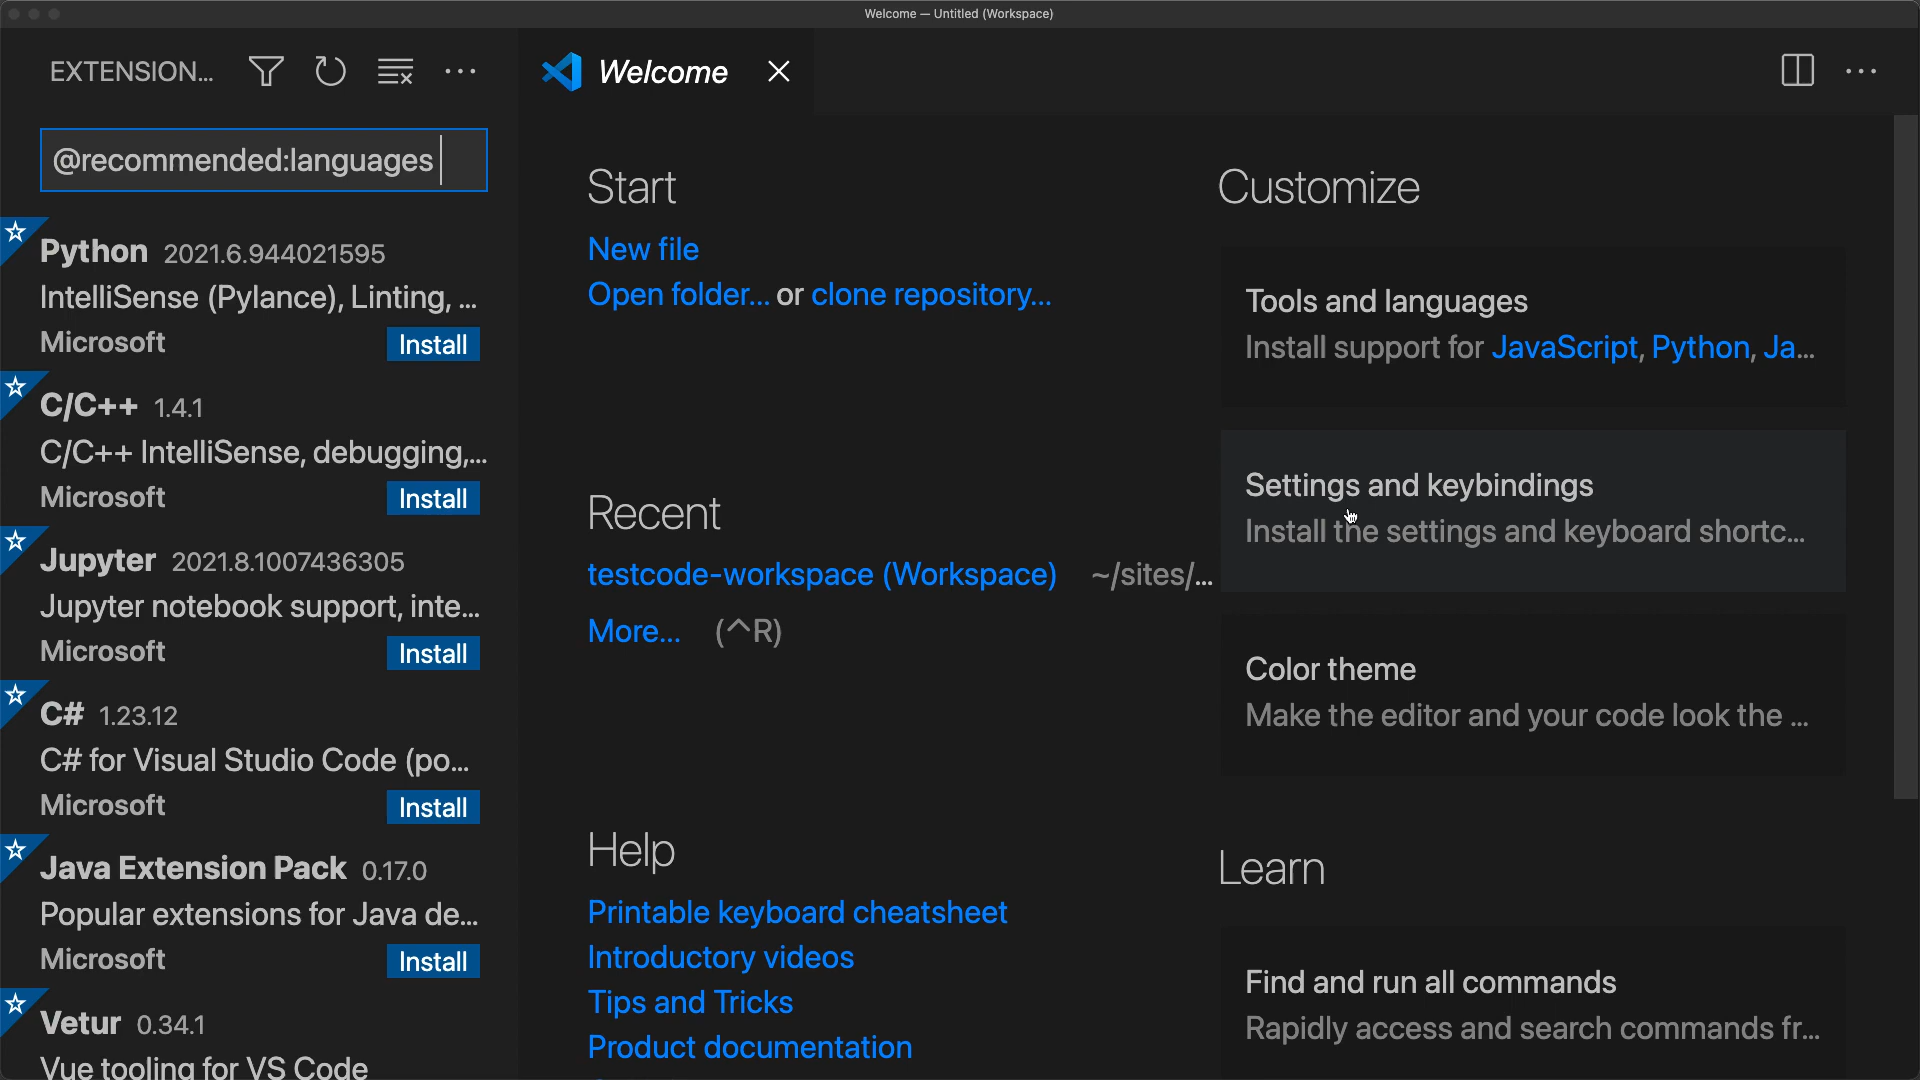 Welcome — Untitled (Workspace)
EXTENSION...
@recommended:languages
Python 2021.6.944021595
IntelliSense (Pylance), Linting, ...
Microsoft
Install
C/C++ 1.4.1
C/C++ IntelliSense, debugging,...
Microsoft
Install
Jupyter 2021.8.1007436305
Jupyter notebook support, inte...
Microsoft
Install
C# 1.23.12
C# for Visual Studio Code (po...
Microsoft
Install
Java Extension Pack 0.17.0
Popular extensions for Java de...
Microsoft
Install
Vetur 0.34.1
Vue tooling for VS Code
Welcome
Start
New file
Open folder... or clone repository...
Recent
testcode-workspace (Workspace) ~/sites/...
More... (^R)
Help
Printable keyboard cheatsheet
Introductory videos
Tips and Tricks
Product documentation
Customize
Tools and languages
Install support for JavaScript, Python, Ja...
Settings and keybindings
Install the settings and keyboard shortc...
Color theme
Make the editor and your code look the ...
Learn
Find and run all commands
Rapidly access and search commands fr...